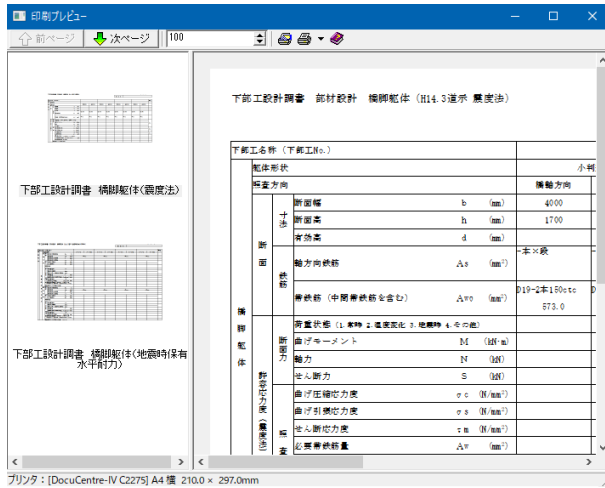 印刷プレビュー
前ページ 次ページ 100
下部工設計調書 橋脚躯体(震度法)
下部工設計調書 橋脚躯体(地震時保有
水平耐力)
下部工設計調書 部材設計 橋脚躯体 (H14.3道示 震度法)
下部工名称 (下部工No.)
躯体形状 小判
照査方向 橋軸方向
橋脚躯体
断面
寸法
断面幅 b (mm) 4000
断面高 h (mm) 1700
有効高 d (mm)
鉄筋
-本×段
軸方向鉄筋 As (mm²)
帯鉄筋 (中間帯鉄筋を含む) Awo (mm²) D19-2本150ctc
573.0
許容応力度(震度法)
断面力
荷重状態 (1.常時 2.温度変化 3.地震時 4.その他)
曲げモーメント M (kN・m)
軸力 N (kN)
せん断力 S (kN)
照査
曲げ圧縮応力度 σc (N/mm²)
曲げ引張応力度 σs (N/mm²)
せん断応力度 τm (N/mm²)
必要帯鉄筋量 Aw (mm²)
プリンタ : [DocuCentre-IV C2275] A4 横 210.0 × 297.0mm